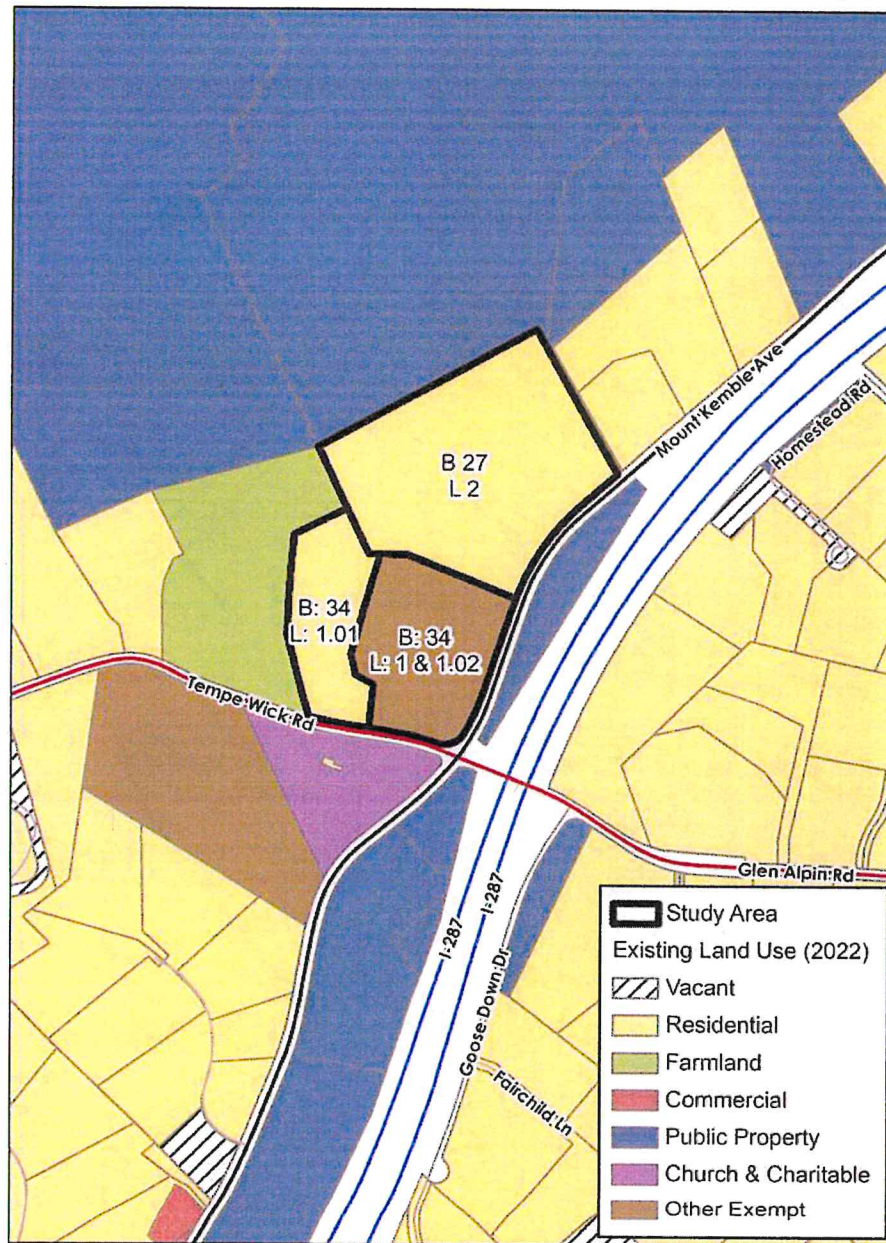 B 27
L 2
Mount Kemble Ave
Homestead Rd
B: 34
L: 1.01
B: 34
L: 1 & 1.02
Tempe Wick Rd
Glen Alpin Rd
I-287
I-287
Goose Down Dr
Fairchild Ln
Study Area
Existing Land Use (2022)
Vacant
Residential
Farmland
Commercial
Public Property
Church & Charitable
Other Exempt